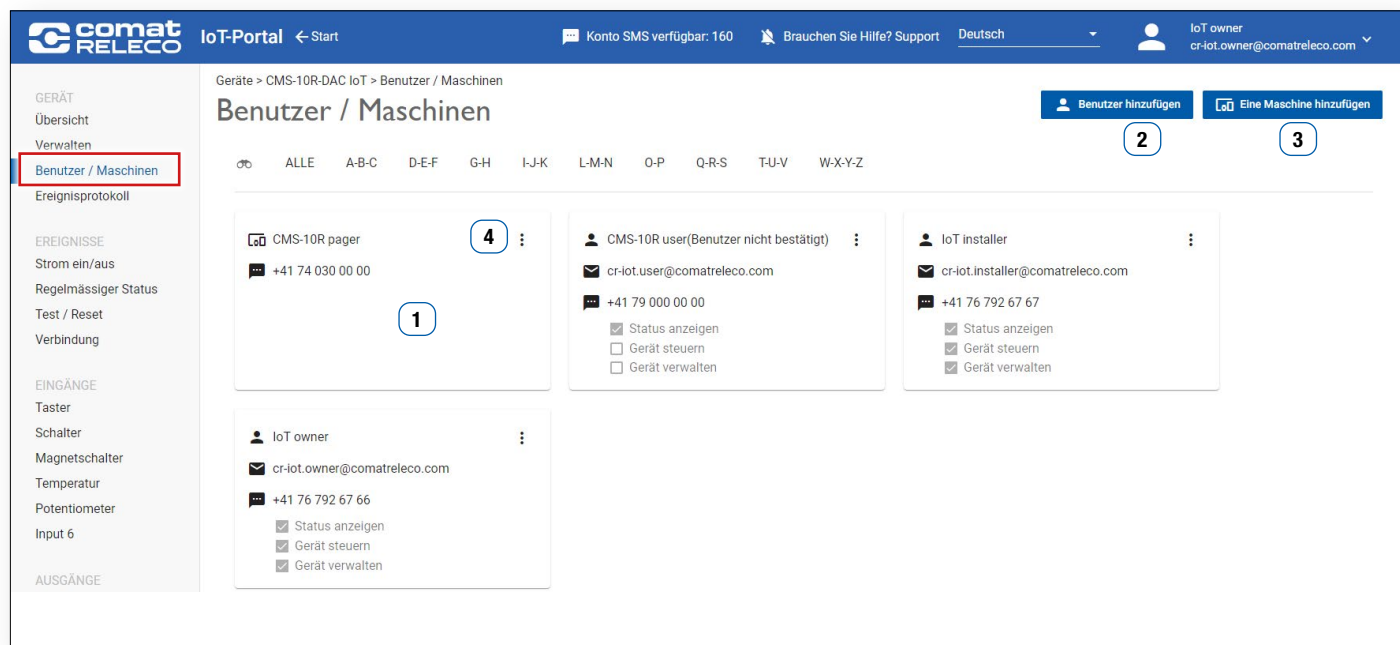 comat RELECO
IoT-Portal ← Start
Konto SMS verfügbar: 160
Brauchen Sie Hilfe? Support
Deutsch
IoT owner
cr-iot.owner@comatreleco.com
GERÄT
Übersicht
Verwalten
Benutzer / Maschinen
Ereignisprotokoll
EREIGNISSE
Strom ein/aus
Regelmässiger Status
Test / Reset
Verbindung
EINGÄNGE
Taster
Schalter
Magnetschalter
Temperatur
Potentiometer
Input 6
AUSGÄNGE
Geräte > CMS-10R-DAC IoT > Benutzer / Maschinen
Benutzer / Maschinen
Benutzer hinzufügen
Eine Maschine hinzufügen
2
3
ALLE A-B-C D-E-F G-H I-J-K L-M-N O-P Q-R-S T-U-V W-X-Y-Z
CMS-10R pager
4
+41 74 030 00 00
1
CMS-10R user(Benutzer nicht bestätigt)
cr-iot.user@comatreleco.com
+41 79 000 00 00
Status anzeigen
Gerät steuern
Gerät verwalten
IoT installer
cr-iot.installer@comatreleco.com
+41 76 792 67 67
Status anzeigen
Gerät steuern
Gerät verwalten
IoT owner
cr-iot.owner@comatreleco.com
+41 76 792 67 66
Status anzeigen
Gerät steuern
Gerät verwalten